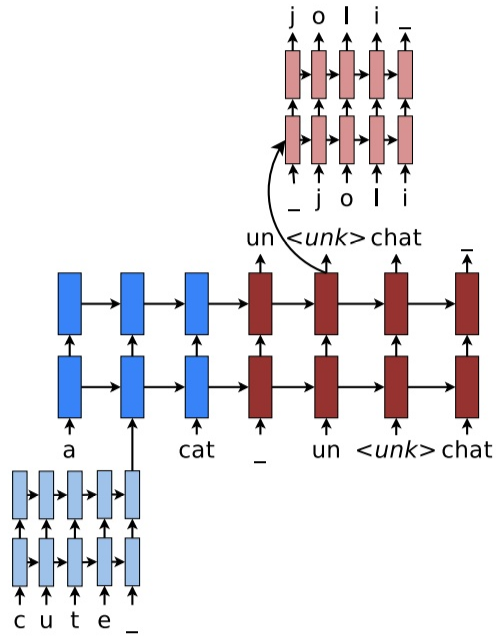 j o l i _
_ j o l i
un <unk> chat _
a cat _ un <unk> chat
c u t e _